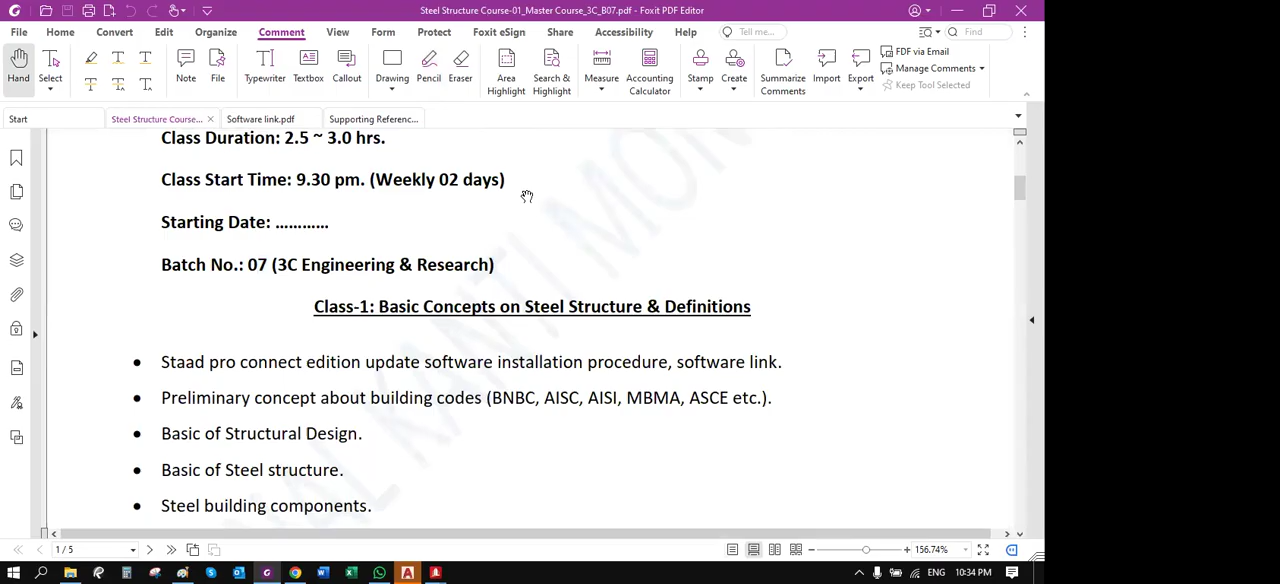 Steel Structure Course-01_Master Course_3C_B07.pdf - Foxit PDF Editor
File Home Convert Edit Organize Comment View Form Protect Foxit eSign Share Accessibility Help Tell me... Find
Hand Select Note File Typewriter Textbox Callout Drawing Pencil Eraser Area Highlight Search & Highlight Measure Accounting Calculator Stamp Create Summarize Comments Import Export
FDF via Email
Manage Comments
Keep Tool Selected
Start Steel Structure Course... Software link.pdf Supporting Referenc...
Class Duration: 2.5 ~ 3.0 hrs.
Class Start Time: 9.30 pm. (Weekly 02 days)
Starting Date: ............
Batch No.: 07 (3C Engineering & Research)
Class-1: Basic Concepts on Steel Structure & Definitions
• Staad pro connect edition update software installation procedure, software link.
• Preliminary concept about building codes (BNBC, AISC, AISI, MBMA, ASCE etc.).
• Basic of Structural Design.
• Basic of Steel structure.
• Steel building components.
1 / 5
156.74%
ENG 10:34 PM